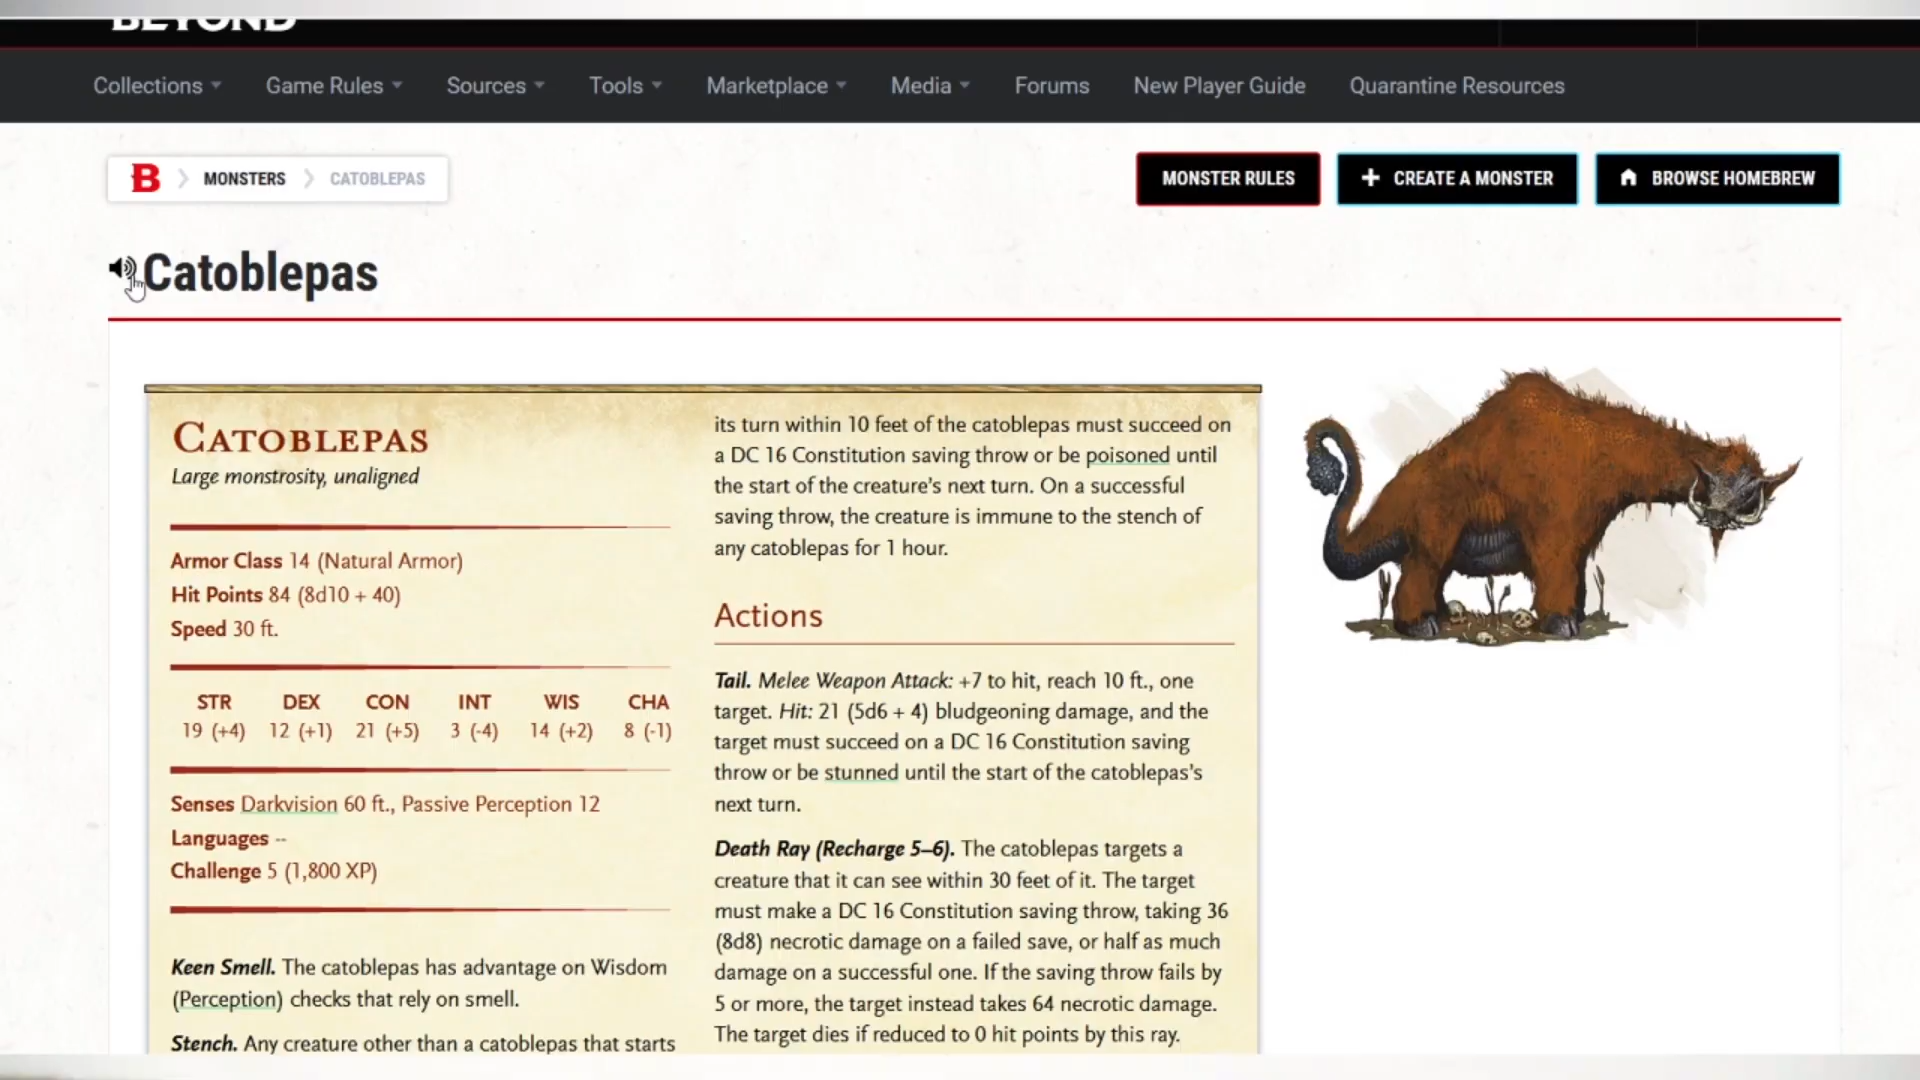 BEYOND
Collections Game Rules Sources Tools Marketplace Media Forums New Player Guide Quarantine Resources
B MONSTERS CATOBLEPAS
MONSTER RULES + CREATE A MONSTER BROWSE HOMEBREW
Catoblepas
CATOBLEPAS
Large monstrosity, unaligned
Armor Class 14 (Natural Armor)
Hit Points 84 (8d10 + 40)
Speed 30 ft.
STR DEX CON INT WIS CHA
19 (+4) 12 (+1) 21 (+5) 3 (-4) 14 (+2) 8 (-1)
Senses Darkvision 60 ft., Passive Perception 12
Languages --
Challenge 5 (1,800 XP)
Keen Smell. The catoblepas has advantage on Wisdom
(Perception) checks that rely on smell.
Stench. Any creature other than a catoblepas that starts
its turn within 10 feet of the catoblepas must succeed on
a DC 16 Constitution saving throw or be poisoned until
the start of the creature's next turn. On a successful
saving throw, the creature is immune to the stench of
any catoblepas for 1 hour.
Actions
Tail. Melee Weapon Attack: +7 to hit, reach 10 ft., one
target. Hit: 21 (5d6 + 4) bludgeoning damage, and the
target must succeed on a DC 16 Constitution saving
throw or be stunned until the start of the catoblepas's
next turn.
Death Ray (Recharge 5–6). The catoblepas targets a
creature that it can see within 30 feet of it. The target
must make a DC 16 Constitution saving throw, taking 36
(8d8) necrotic damage on a failed save, or half as much
damage on a successful one. If the saving throw fails by
5 or more, the target instead takes 64 necrotic damage.
The target dies if reduced to 0 hit points by this ray.